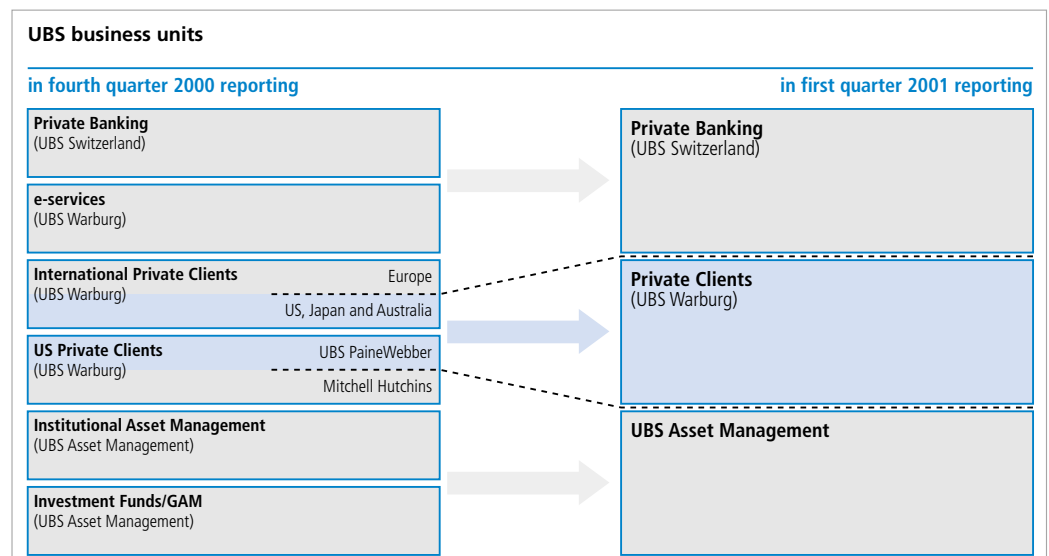 UBS business units
in fourth quarter 2000 reporting
in first quarter 2001 reporting
Private Banking
(UBS Switzerland)
e-services
(UBS Warburg)
International Private Clients
(UBS Warburg)
Europe
US, Japan and Australia
US Private Clients
(UBS Warburg)
UBS PaineWebber
Mitchell Hutchins
Institutional Asset Management
(UBS Asset Management)
Investment Funds/GAM
(UBS Asset Management)
Private Banking
(UBS Switzerland)
Private Clients
(UBS Warburg)
UBS Asset Management